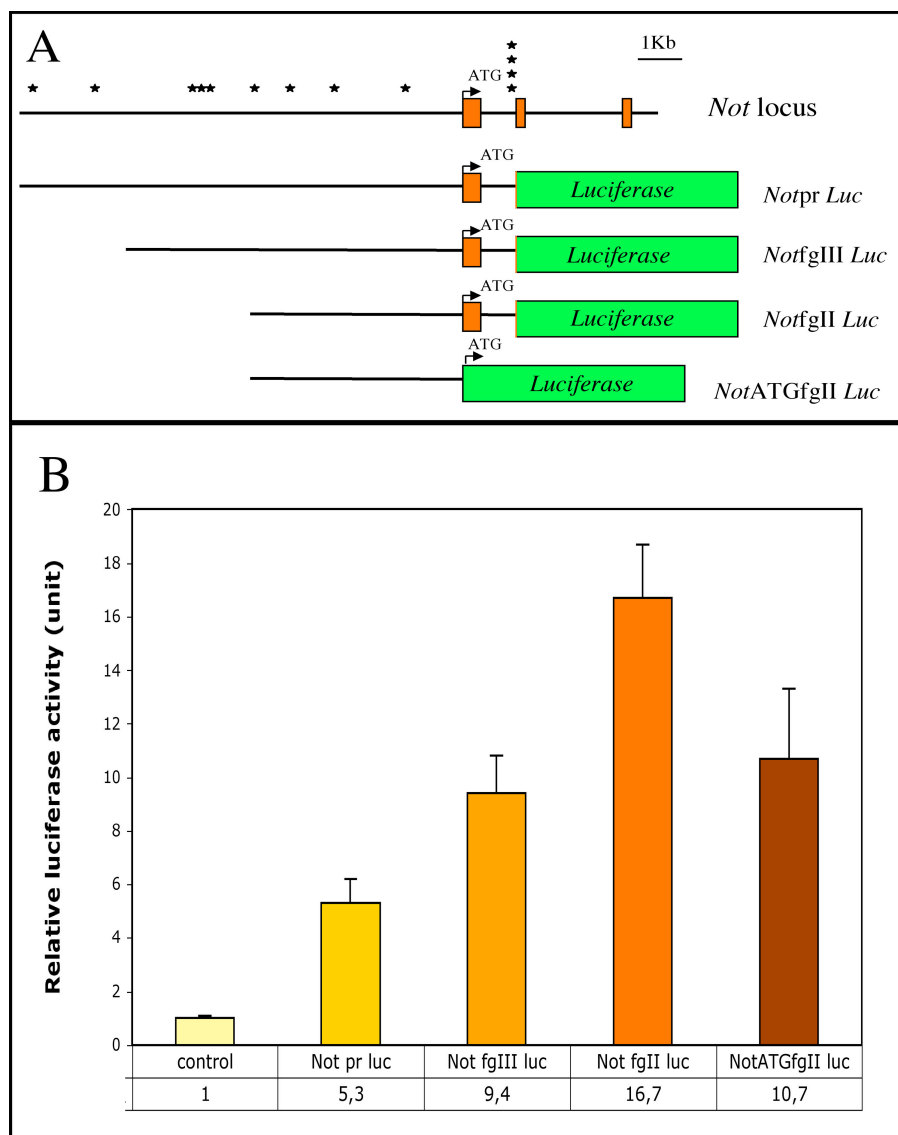 A
1Kb
ATG
Not locus
ATG
Luciferase
Notpr Luc
ATG
Luciferase
NotfgIII Luc
ATG
Luciferase
NotfgII Luc
ATG
Luciferase
NotATGfgII Luc
B
Relative luciferase activity (unit)
20
18
16
14
12
10
8
6
4
2
0
control Not pr luc Not fgIII luc Not fgII luc NotATGfgII luc
1 5,3 9,4 16,7 10,7